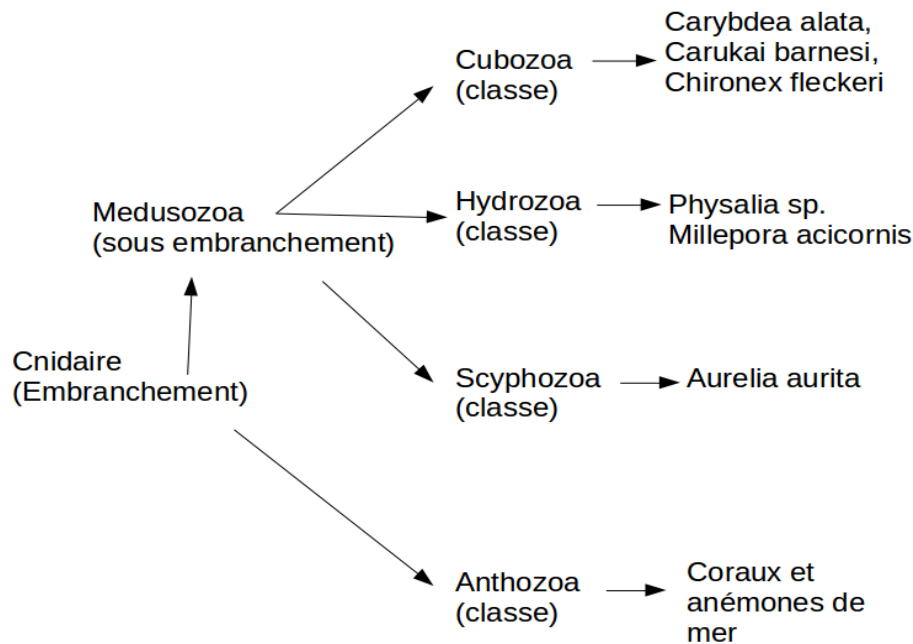 Cubozoa
(classe)
Carybdea alata,
Carukai barnesi,
Chironex fleckeri
Medusozoa
(sous embranchement)
Hydrozoa
(classe)
Physalia sp.
Millepora acicornis
Cnidaire
(Embranchement)
Scyphozoa
(classe)
Aurelia aurita
Anthozoa
(classe)
Coraux et
anémones de
mer